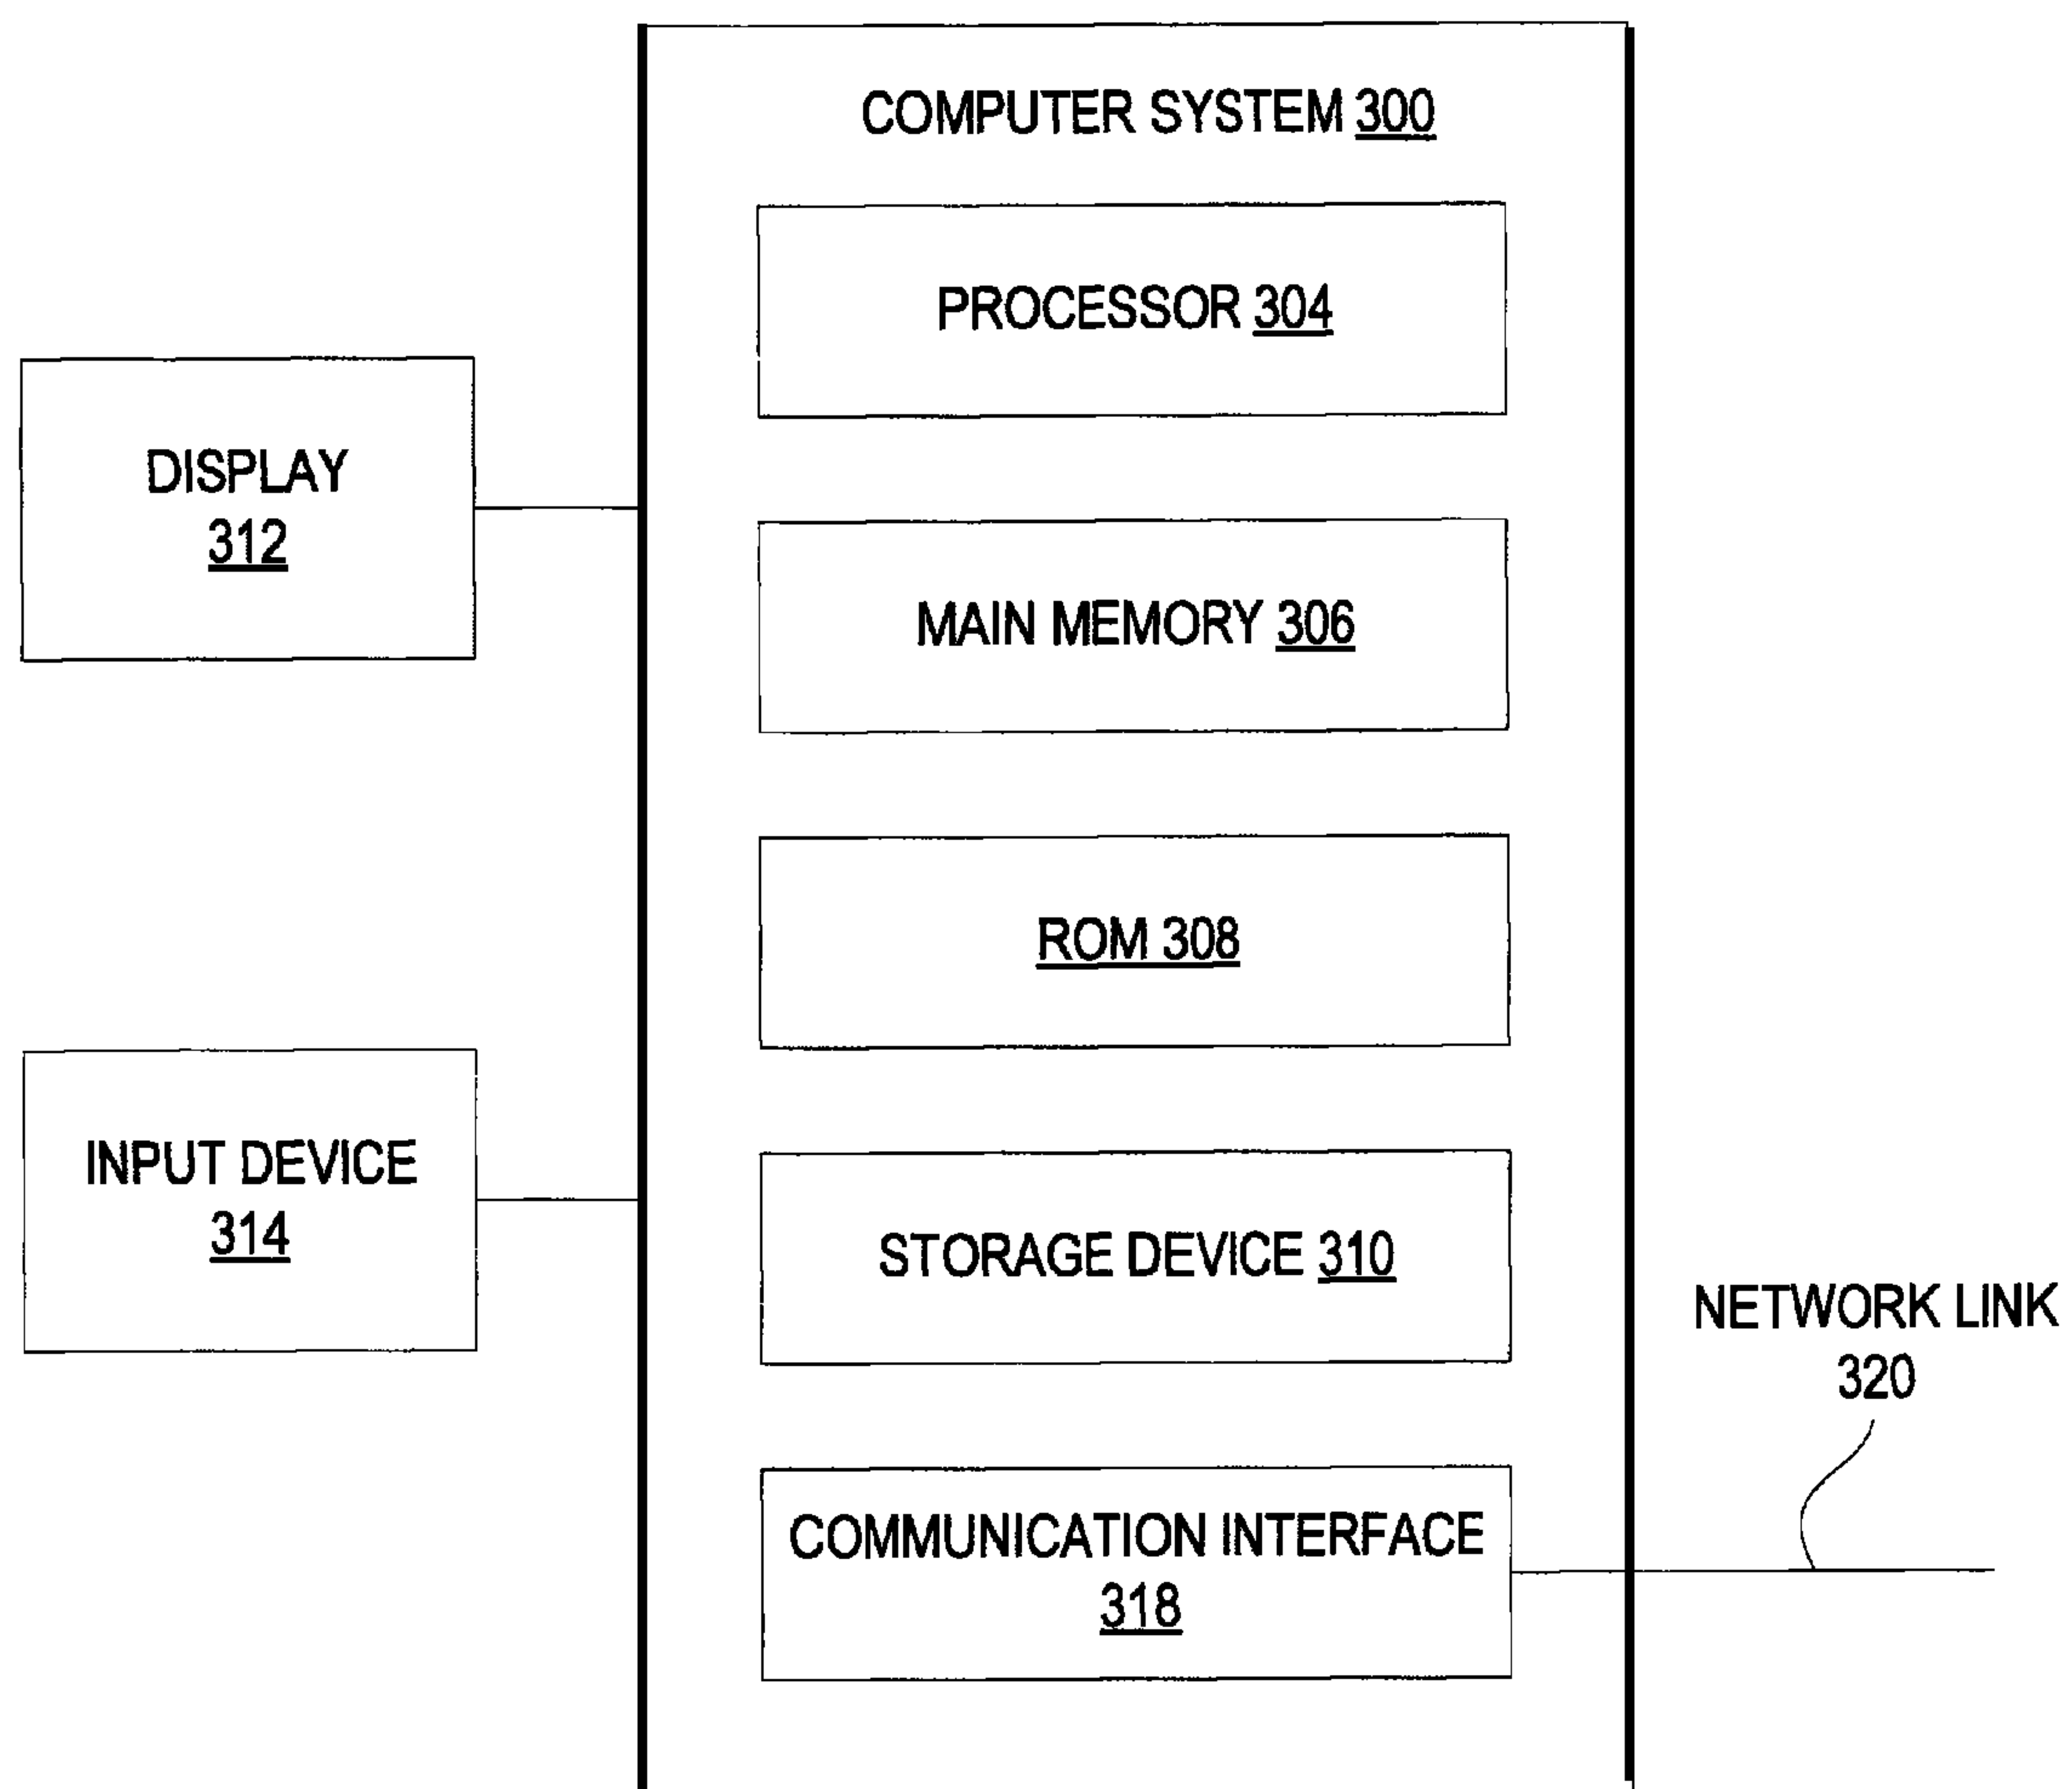 COMPUTER SYSTEM 300
PROCESSOR 304
DISPLAY
312
MAIN MEMORY 306
ROM 308
INPUT DEVICE
314
STORAGE DEVICE 310
NETWORK LINK
320
COMMUNICATION INTERFACE
318